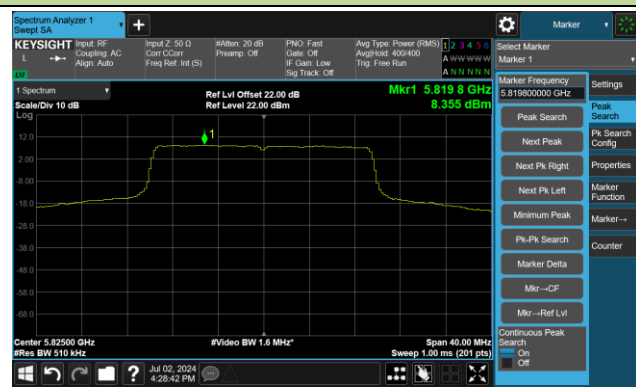 Spectrum Analyzer 1
Swept SA
Marker
KEYSIGHT
L
LW
Input: RF
Coupling: AC
Align: Auto
Input Z: 50 Ω
Corr CCorr
Freq Ref: Int (S)
#Atten: 20 dB
Preamp: Off
PNO: Fast
Gate: Off
IF Gain: Low
Sig Track: Off
Avg Type: Power (RMS)
Avg|Hold: 400/400
Trig: Free Run
1 2 3 4 5 6
A W W W W W
A N N N N N
Select Marker
Marker 1
1 Spectrum
Scale/Div 10 dB
Log
Ref Lvl Offset 22.00 dB
Ref Level 22.00 dBm
Mkr1 5.819 8 GHz
8.355 dBm
1
12.0
2.00
-8.00
-18.0
-28.0
-38.0
-48.0
-58.0
-68.0
Center 5.82500 GHz
#Res BW 510 kHz
#Video BW 1.6 MHz*
Span 40.00 MHz
Sweep 1.00 ms (201 pts)
Marker Frequency
5.819800000 GHz
Peak Search
Next Peak
Next Pk Right
Next Pk Left
Minimum Peak
Pk-Pk Search
Marker Delta
Mkr→CF
Mkr→Ref Lvl
Continuous Peak
Search
On
Off
Settings
Peak
Search
Pk Search
Config
Properties
Marker
Function
Marker→
Counter
?
Jul 02, 2024
4:28:42 PM